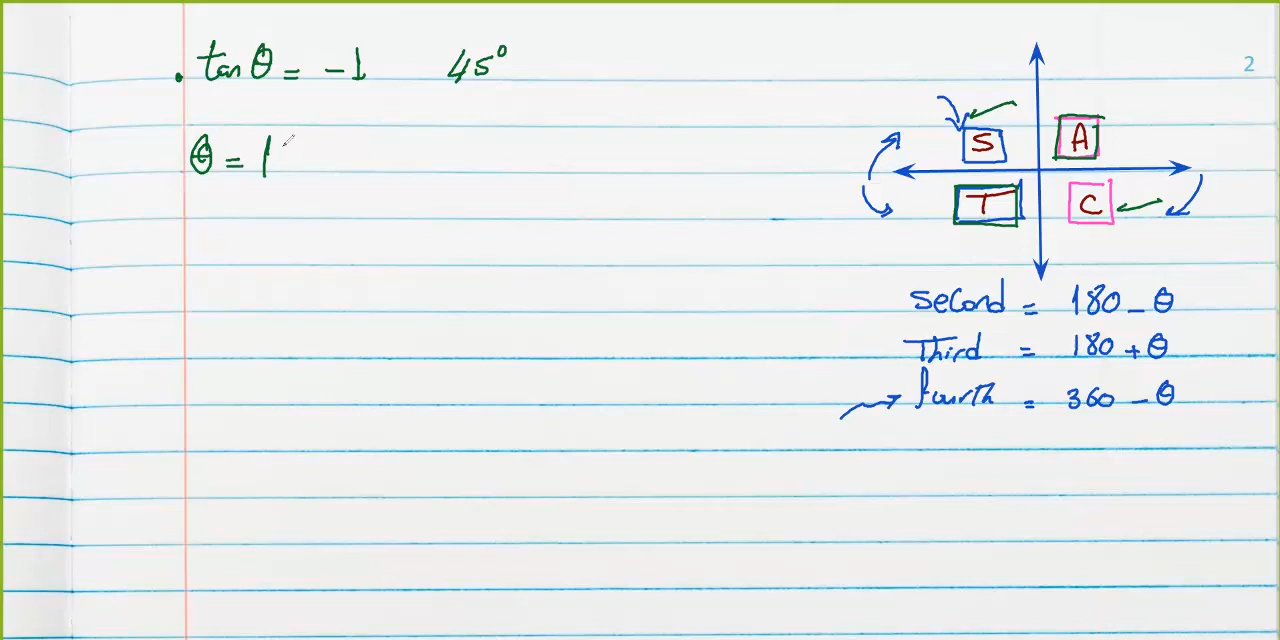 . tan θ = -1 45°
2
θ = 1
S A
T C
second = 180 - θ
Third = 180 + θ
fourth = 360 - θ